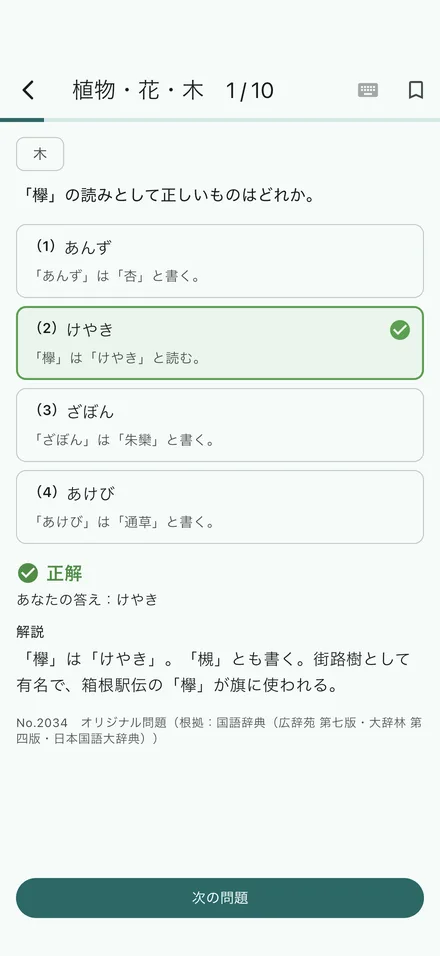 植物・花・木 1/10
木
「欅」の読みとして正しいものはどれか。
（1）あんず
「あんず」は「杏」と書く。
（2）けやき
「欅」は「けやき」と読む。
（3）ざぼん
「ざぼん」は「朱欒」と書く。
（4）あけび
「あけび」は「通草」と書く。
正解
あなたの答え：けやき
解説
「欅」は「けやき」。「槻」とも書く。街路樹として
有名で、箱根駅伝の「欅」が旗に使われる。
No.2034　オリジナル問題（根拠：国語辞典（広辞苑 第七版・大辞林 第
四版・日本国語大辞典））
次の問題